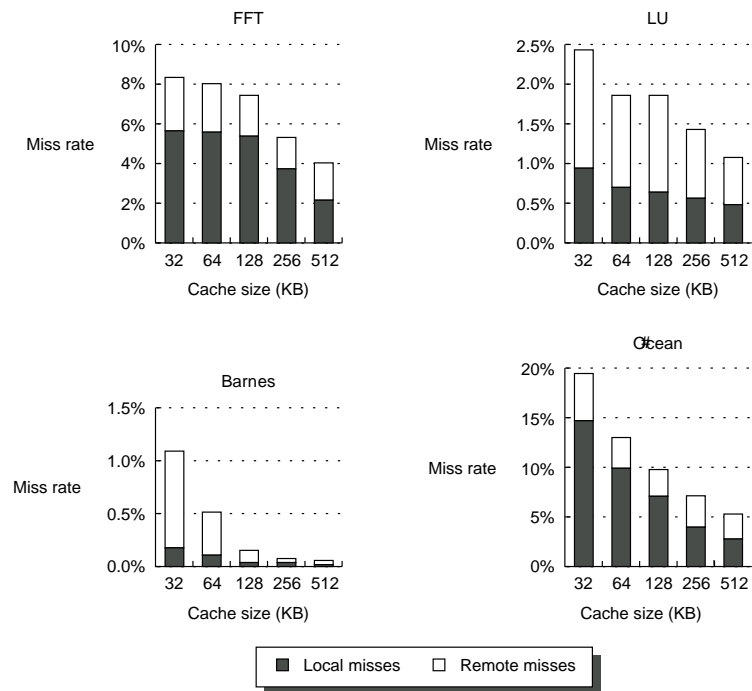 FFT
10%
8%
6%
4%
2%
0%
Miss rate
32 64 128 256 512
Cache size (KB)
LU
2.5%
2.0%
1.5%
1.0%
0.5%
0.0%
Miss rate
32 64 128 256 512
Cache size (KB)
Barnes
1.5%
1.0%
0.5%
0.0%
Miss rate
32 64 128 256 512
Cache size (KB)
Ocean
20%
15%
10%
5%
0%
Miss rate
32 64 128 256 512
Cache size (KB)
Local misses Remote misses